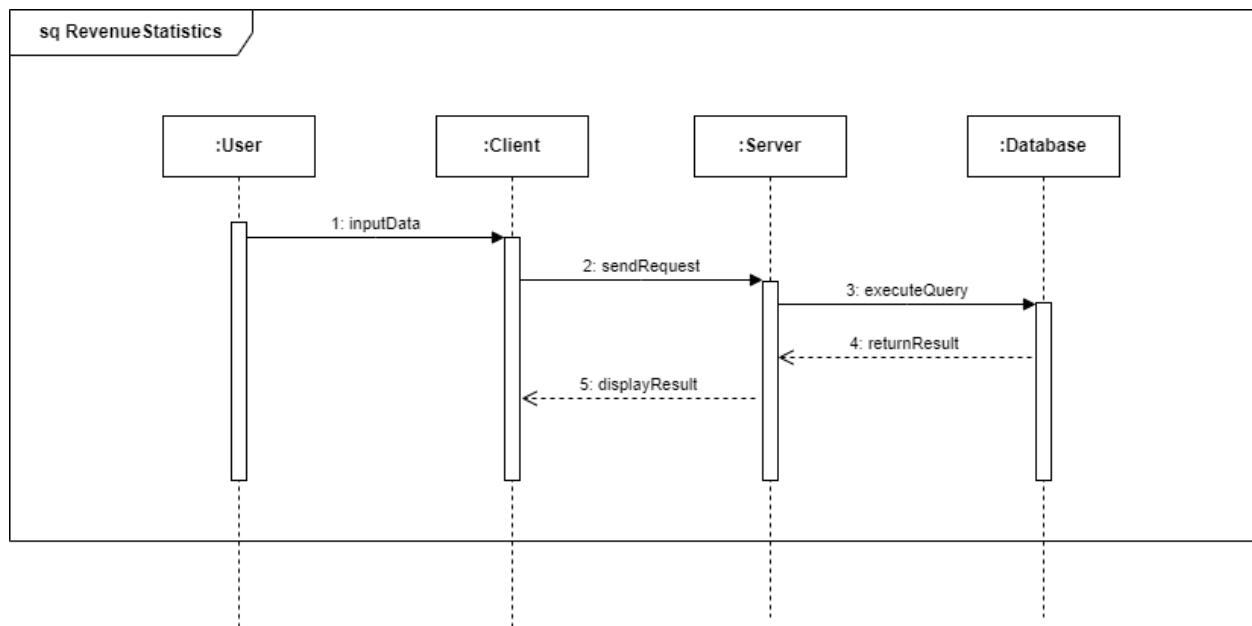 sq RevenueStatistics
:User
:Client
:Server
:Database
1: inputData
2: sendRequest
3: executeQuery
4: returnResult
5: displayResult